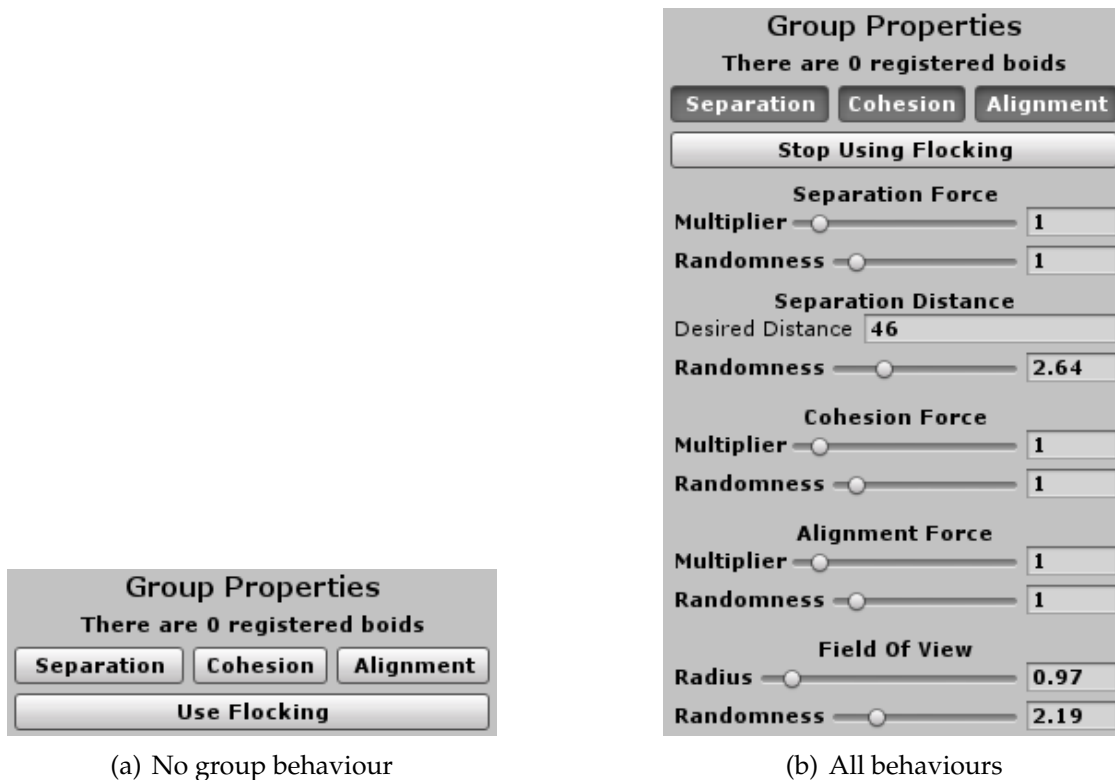 Group Properties
There are 0 registered boids
Separation Cohesion Alignment
Use Flocking
(a) No group behaviour
Group Properties
There are 0 registered boids
Separation Cohesion Alignment
Stop Using Flocking
Separation Force
Multiplier 1
Randomness 1
Separation Distance
Desired Distance 46
Randomness 2.64
Cohesion Force
Multiplier 1
Randomness 1
Alignment Force
Multiplier 1
Randomness 1
Field Of View
Radius 0.97
Randomness 2.19
(b) All behaviours